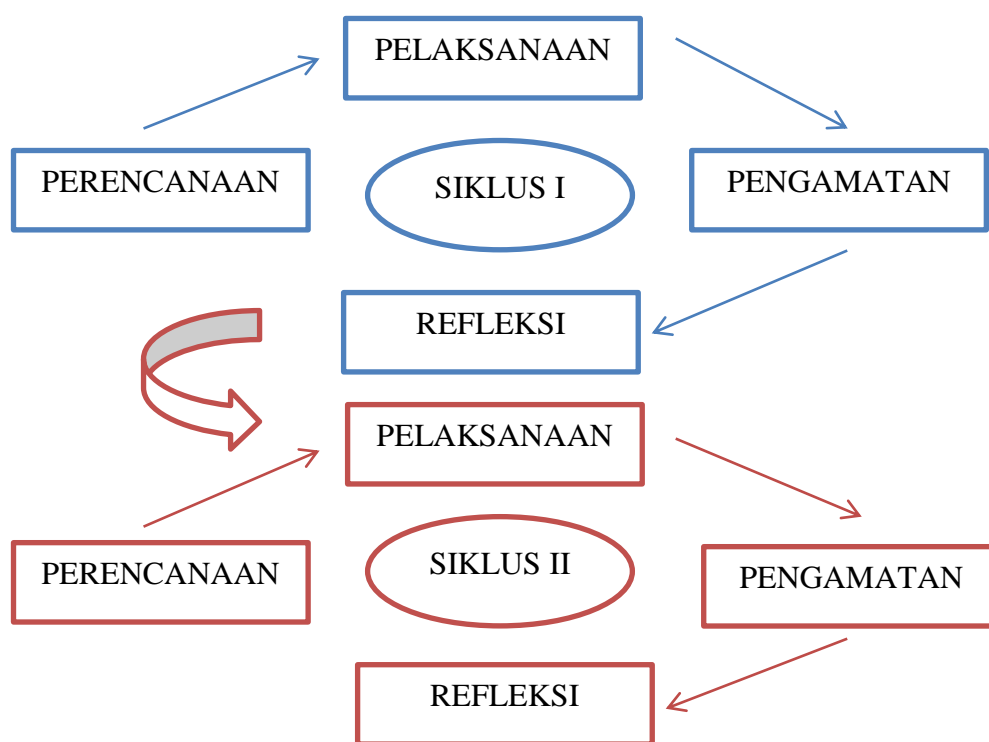 PELAKSANAAN
PERENCANAAN
SIKLUS I
PENGAMATAN
REFLEKSI
PELAKSANAAN
PERENCANAAN
SIKLUS II
PENGAMATAN
REFLEKSI